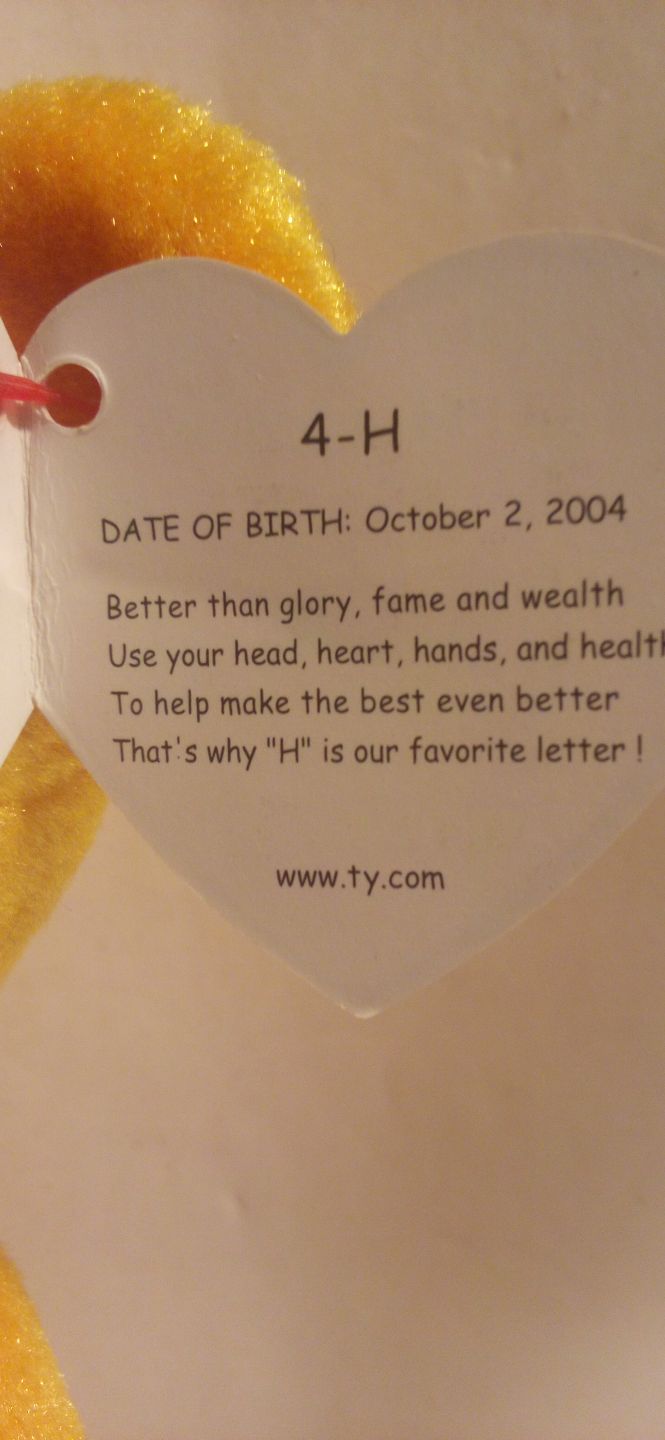 4-H
DATE OF BIRTH: October 2, 2004
Better than glory, fame and wealth
Use your head, heart, hands, and health
To help make the best even better
That's why "H" is our favorite letter !
www.ty.com